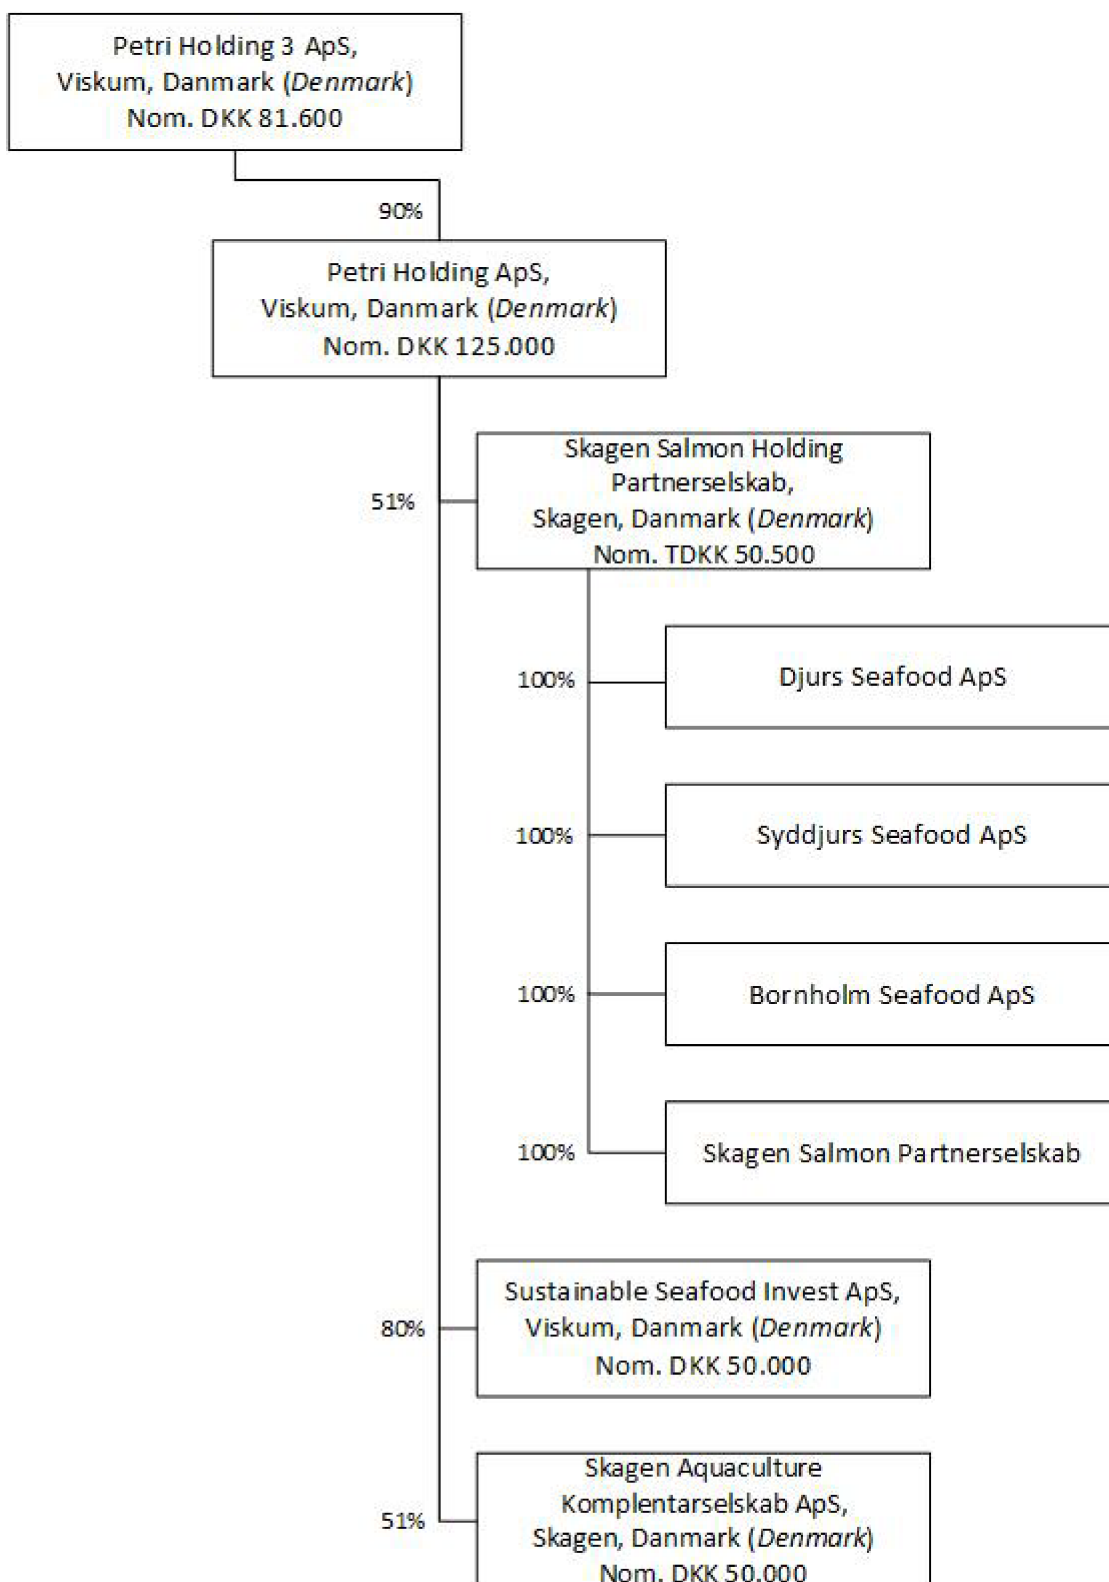 Petri Holding 3 ApS,
Viskum, Danmark (Denmark)
Nom. DKK 81.600
90%
Petri Holding ApS,
Viskum, Danmark (Denmark)
Nom. DKK 125.000
51%
Skagen Salmon Holding
Partnerselskab,
Skagen, Danmark (Denmark)
Nom. TDKK 50.500
100%
Djurs Seafood ApS
100%
Syddjurs Seafood ApS
100%
Bornholm Seafood ApS
100%
Skagen Salmon Partnerselskab
80%
Sustainable Seafood Invest ApS,
Viskum, Danmark (Denmark)
Nom. DKK 50.000
51%
Skagen Aquaculture
Komplentarselskab ApS,
Skagen, Danmark (Denmark)
Nom. DKK 50.000